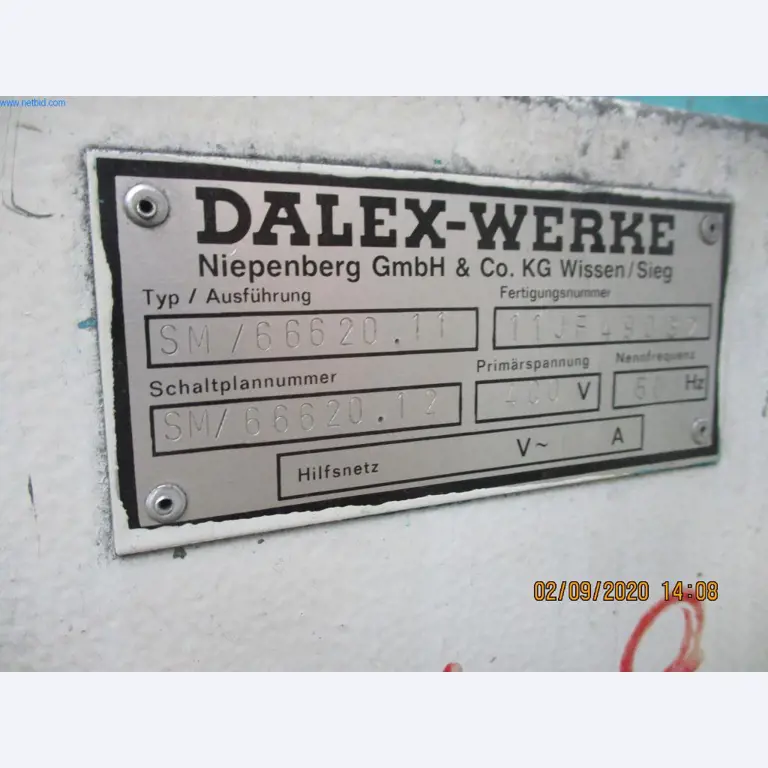 www.netbid.com
DALEX-WERKE
Niepenberg GmbH & Co. KG Wissen/Sieg
Typ / Ausführung
Fertigungsnummer
SM/66620.11
Schaltplannummer
Primärspannung
Nennfrequenz
SM/66620.12
400 V
Hz
Hilfsnetz
V~
A
02/09/2020 14:08